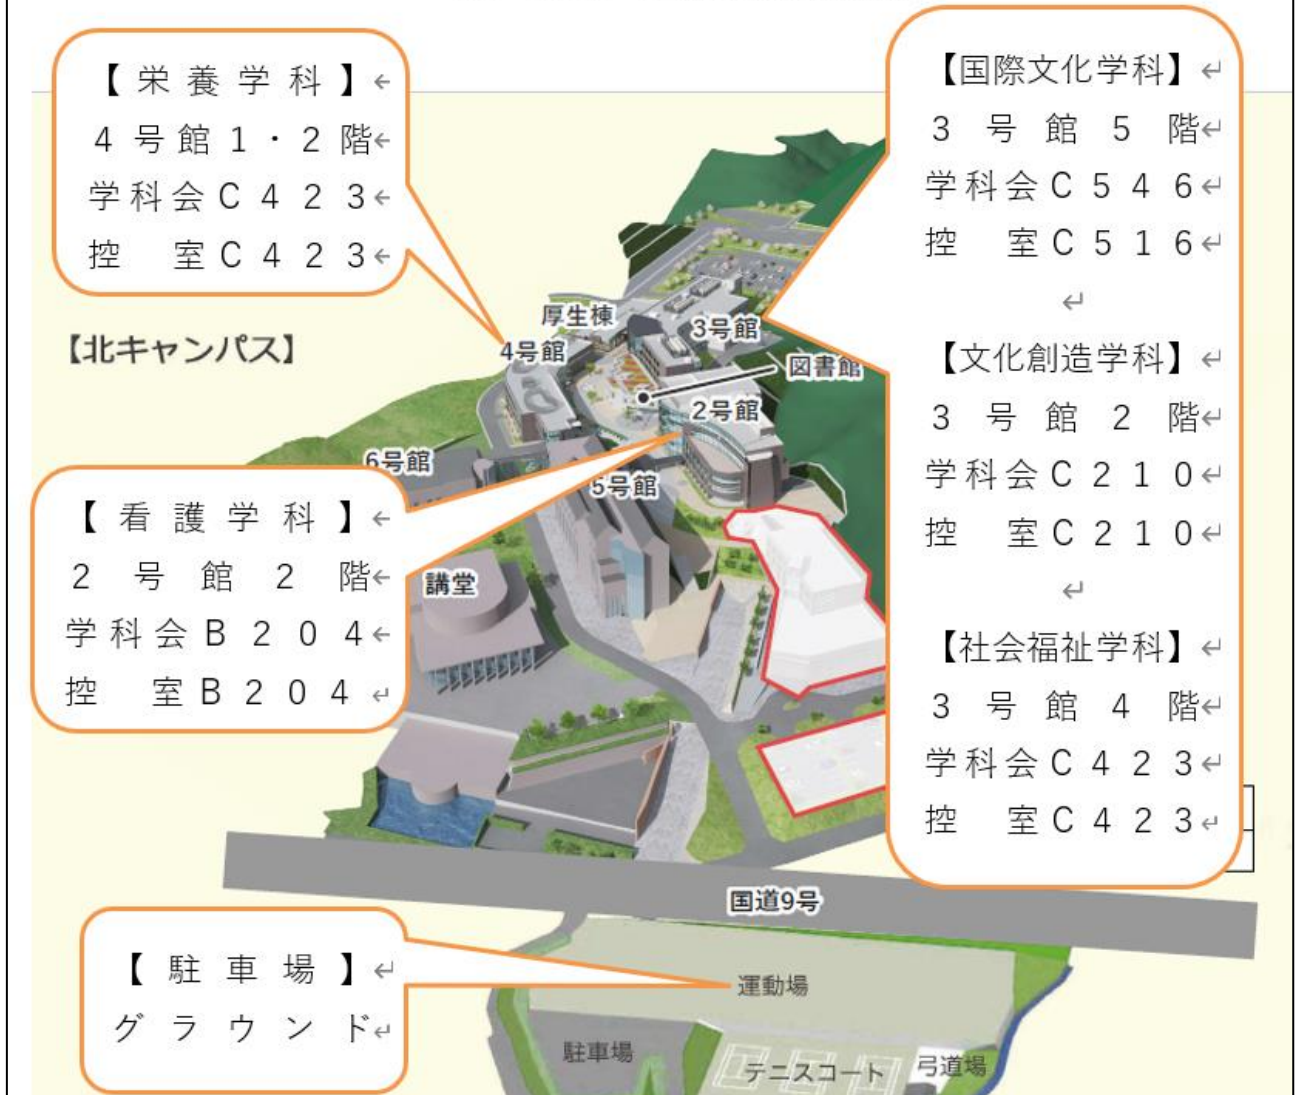 【栄養学科】
4号館1・2階
学科会C423
控　室C423
【国際文化学科】
3号館5階
学科会C546
控　室C516
【文化創造学科】
3号館2階
学科会C210
控　室C210
【社会福祉学科】
3号館4階
学科会C423
控　室C423
【北キャンパス】
厚生棟
4号館
3号館
図書館
2号館
6号館
5号館
講堂
【看護学科】
2号館2階
学科会B204
控　室B204
国道9号
【駐車場】
グラウンド
運動場
駐車場
テニスコート
弓道場